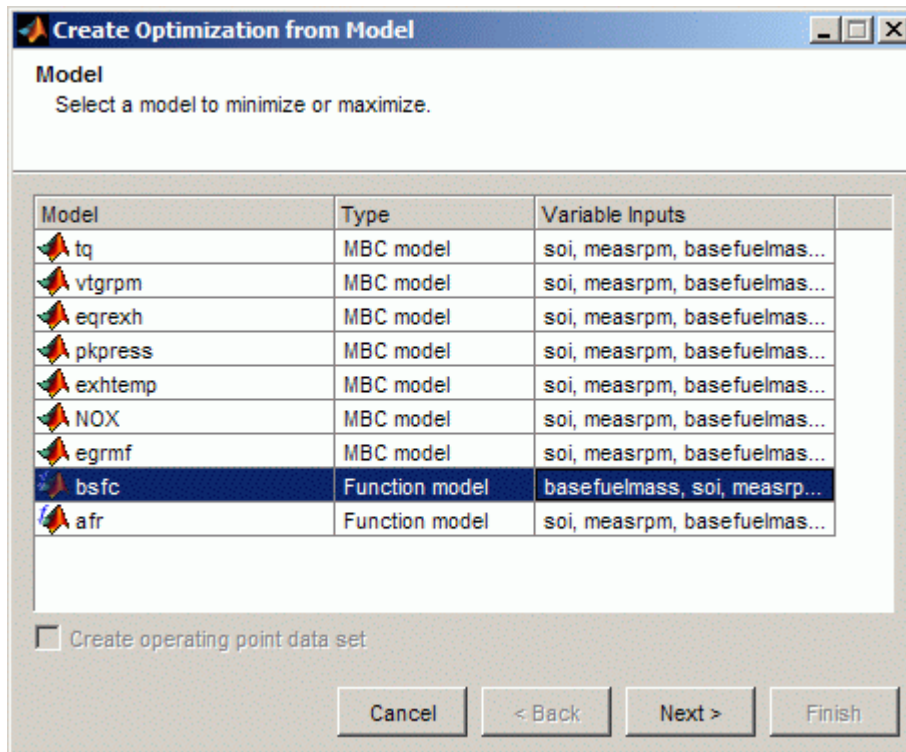 Create Optimization from Model
Model
Select a model to minimize or maximize.
Model Type Variable Inputs
tq MBC model soi, measrpm, basefuelmas...
vtgrpm MBC model soi, measrpm, basefuelmas...
eqrexh MBC model soi, measrpm, basefuelmas...
pkpress MBC model soi, measrpm, basefuelmas...
exhtemp MBC model soi, measrpm, basefuelmas...
NOX MBC model soi, measrpm, basefuelmas...
egrmf MBC model soi, measrpm, basefuelmas...
bsfc Function model basefuelmass, soi, measrp...
afr Function model soi, measrpm, basefuelmas...
Create operating point data set
Cancel < Back Next > Finish